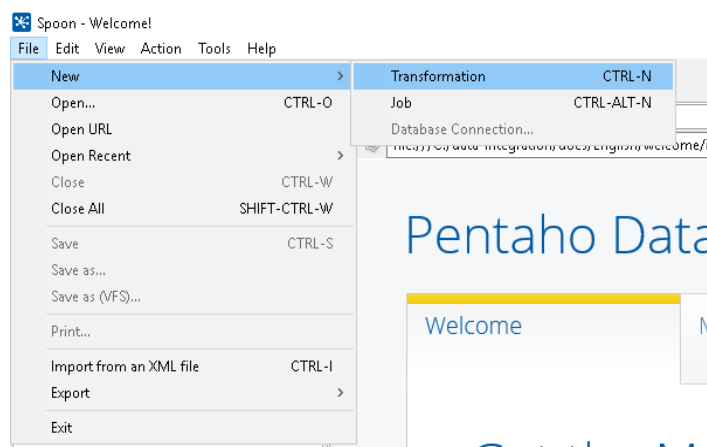 Spoon - Welcome!
File Edit View Action Tools Help
New > Transformation CTRL-N
Open... CTRL-O Job CTRL-ALT-N
Open URL Database Connection...
Open Recent >
Close CTRL-W
Close All SHIFT-CTRL-W
Pentaho Data
Save CTRL-S
Save as...
Save as (VFS)...
Welcome
Print...
Import from an XML file CTRL-I
Export >
Exit